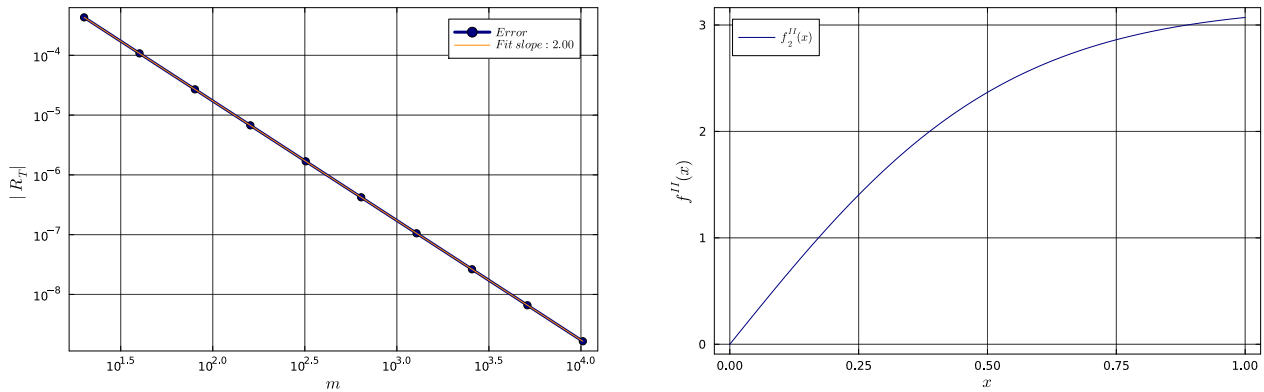 Error
Fit slope : 2.00
10⁻⁴
10⁻⁵
10⁻⁶
10⁻⁷
10⁻⁸
| R_T |
10^1.5
10^2.0
10^2.5
10^3.0
10^3.5
10^4.0
m
f_2^{II}(x)
3
2
1
0
f^{II}(x)
0.00
0.25
0.50
0.75
1.00
x